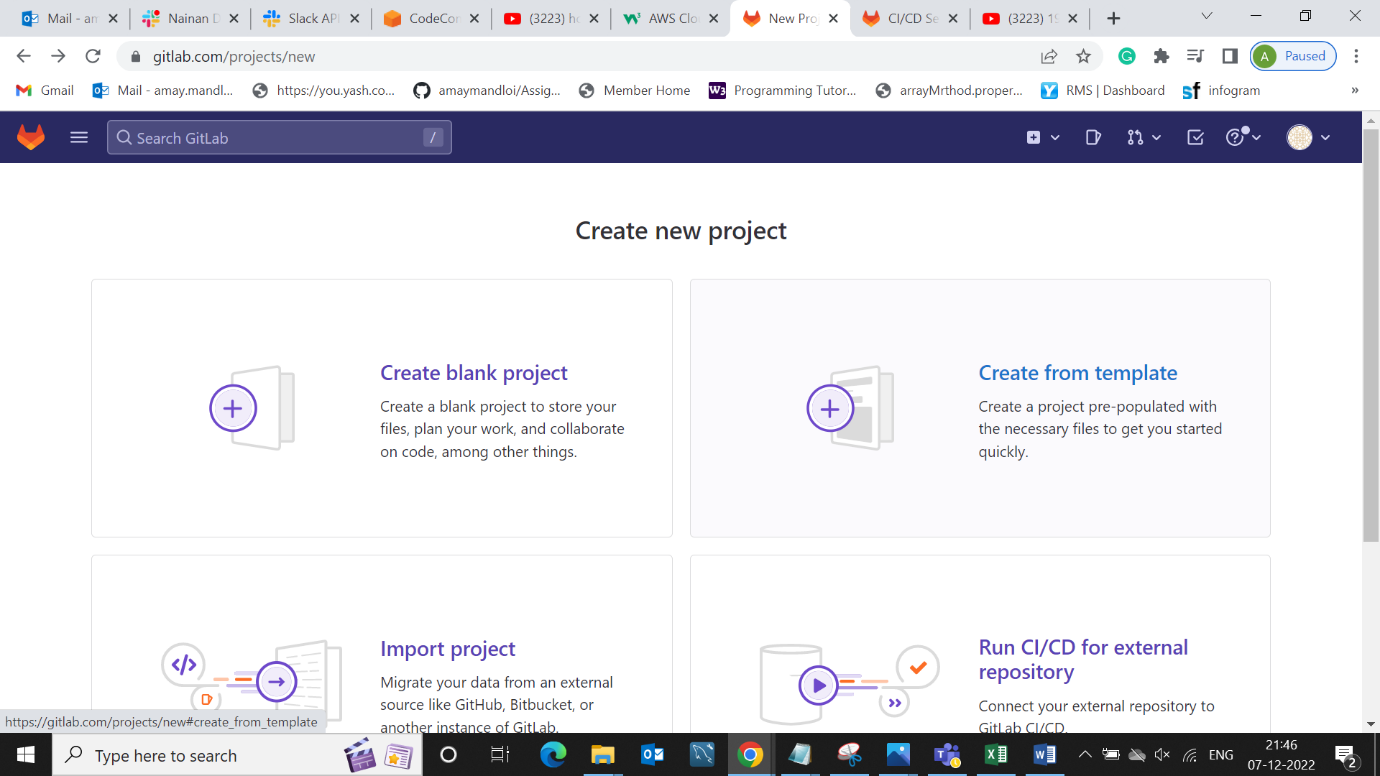 Mail - am
Nainan D
Slack API
CodeCor
(3223) h
AWS Clo
New Proj
CI/CD Se
(3223) 19
gitlab.com/projects/new
A Paused
Gmail
Mail - amay.mandl...
https://you.yash.co...
amaymandloi/Assig...
Member Home
W3 Programming Tutor...
arrayMrthod.proper...
RMS | Dashboard
sf infogram
»
Search GitLab /
Create new project
Create blank project
Create a blank project to store your
files, plan your work, and collaborate
on code, among other things.
Create from template
Create a project pre-populated with
the necessary files to get you started
quickly.
Import project
Migrate your data from an external
source like GitHub, Bitbucket, or
another instance of GitLab.
Run CI/CD for external
repository
Connect your external repository to
GitLab CI/CD.
https://gitlab.com/projects/new#create_from_template
Type here to search
ENG
21:46
07-12-2022
2